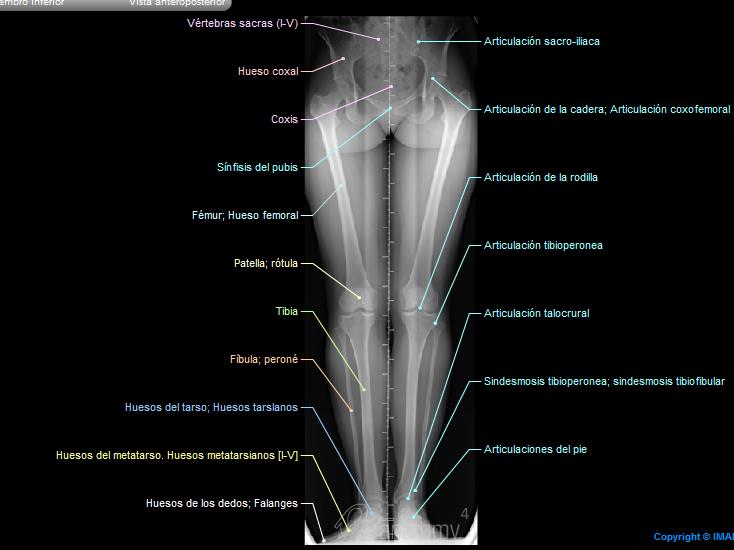 embro inferior
Vista anteroposterior
Vértebras sacras (I-V)
Hueso coxal
Coxis
Sínfisis del pubis
Fémur; Hueso femoral
Patella; rótula
Tibia
Fíbula; peroné
Huesos del tarso; Huesos tarslanos
Huesos del metatarso. Huesos metatarsianos [I-V]
Huesos de los dedos; Falanges
Articulación sacro-iliaca
Articulación de la cadera; Articulación coxofemoral
Articulación de la rodilla
Articulación tibioperonea
Articulación talocrural
Sindesmosis tibioperonea; sindesmosis tibiofibular
Articulaciones del pie
4
Copyright © IMAI